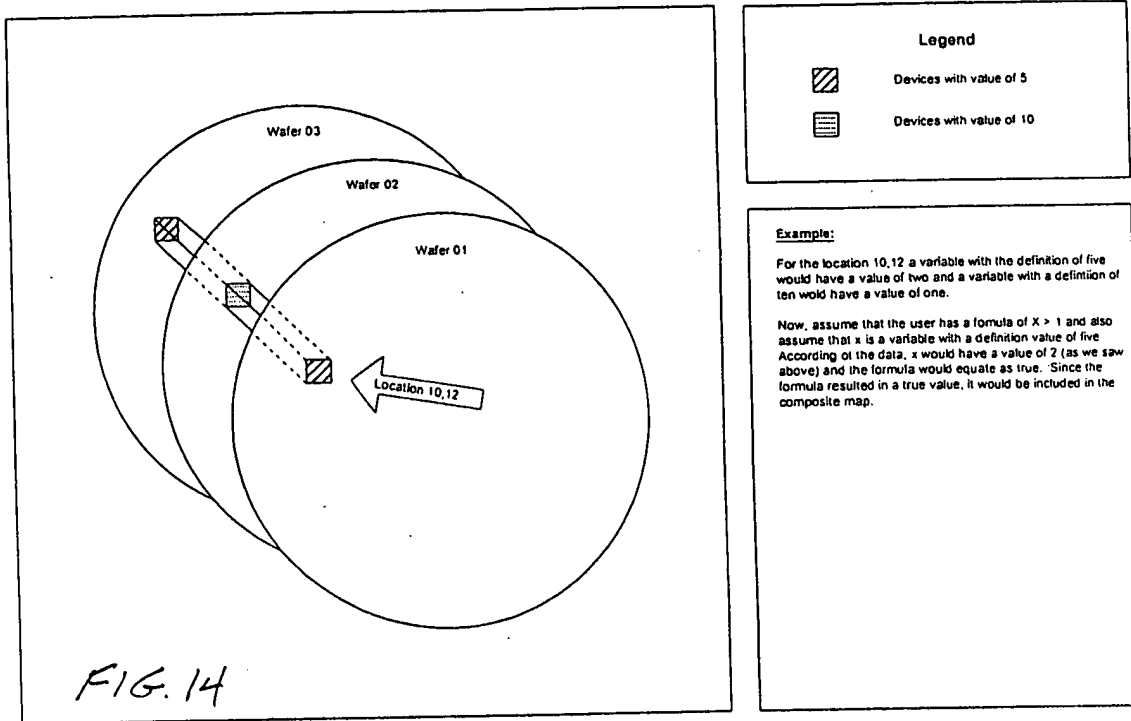 Wafer 03
Wafer 02
Wafer 01
Location 10,12
FIG. 14
Legend
Devices with value of 5
Devices with value of 10
Example:
For the location 10,12 a variable with the definition of five
would have a value of two and a variable with a defintiion of
ten wold have a value of one.
Now, assume that the user has a fomula of X > 1 and also
assume that x is a variable with a definition value of five
According ot the data, x would have a value of 2 (as we saw
above) and the formula would equate as true. Since the
formula resulted in a true value, it would be included in the
composite map.